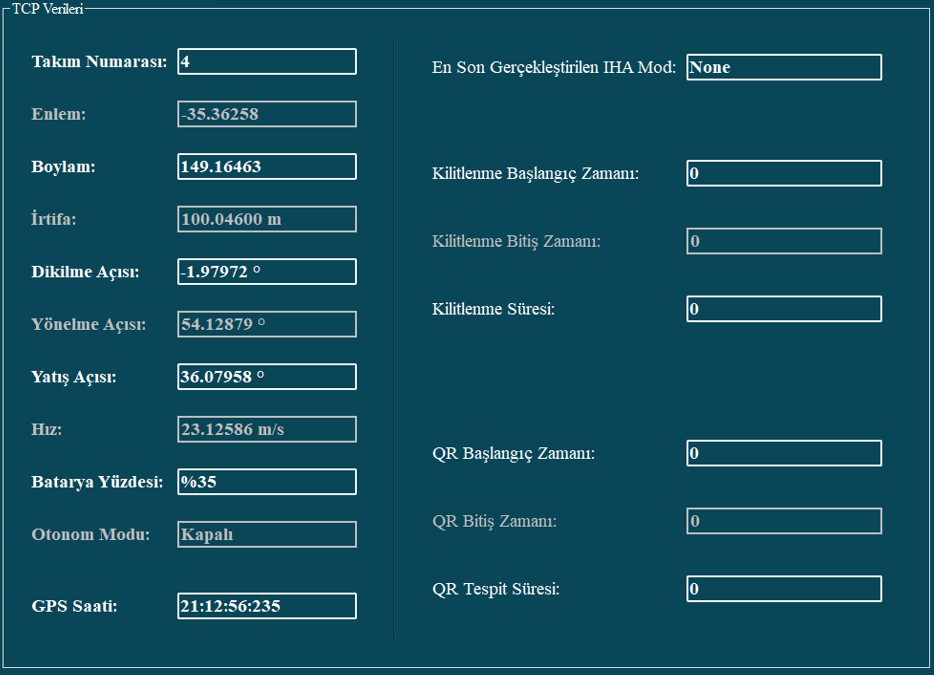 TCP Verileri
Takım Numarası: 4
Enlem: -35.36258
Boylam: 149.16463
İrtifa: 100.04600 m
Dikilme Açısı: -1.97972 °
Yönelme Açısı: 54.12879 °
Yatış Açısı: 36.07958 °
Hız: 23.12586 m/s
Batarya Yüzdesi: %35
Otonom Modu: Kapalı
GPS Saati: 21:12:56:235
En Son Gerçekleştirilen IHA Mod: None
Kilitlenme Başlangıç Zamanı: 0
Kilitlenme Bitiş Zamanı: 0
Kilitlenme Süresi: 0
QR Başlangıç Zamanı: 0
QR Bitiş Zamanı: 0
QR Tespit Süresi: 0